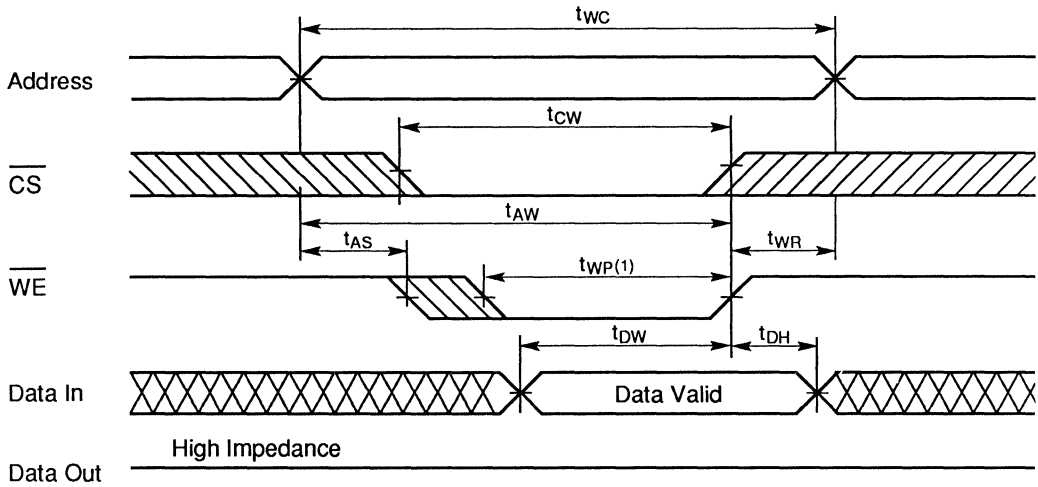 tWC
Address
tCW
CS
tAW
tAS
tWR
WE
tWP(1)
tDW
tDH
Data In
Data Valid
High Impedance
Data Out